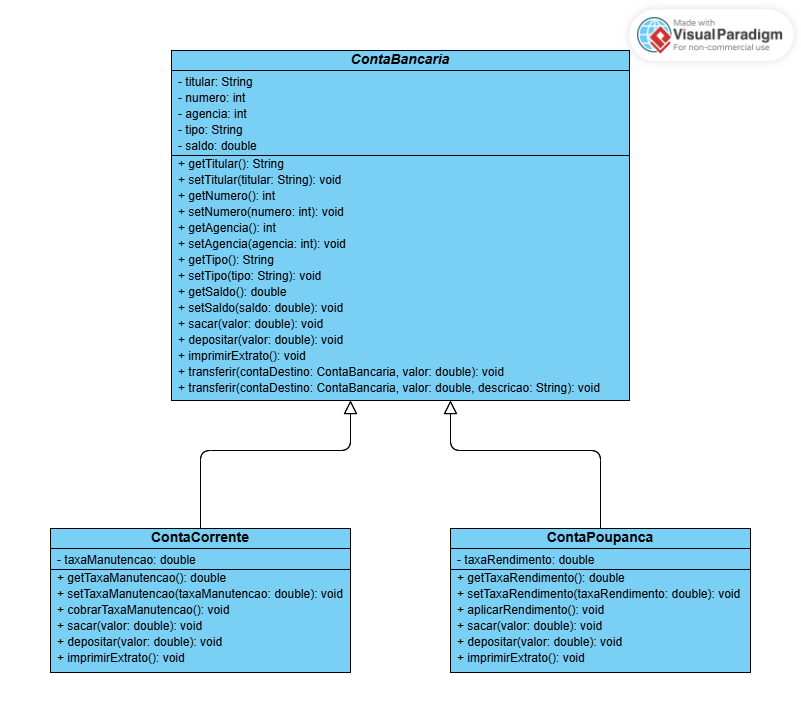 Made with
VisualParadigm
For non-commercial use
ContaBancaria
- titular: String
- numero: int
- agencia: int
- tipo: String
- saldo: double
+ getTitular(): String
+ setTitular(titular: String): void
+ getNumero(): int
+ setNumero(numero: int): void
+ getAgencia(): int
+ setAgencia(agencia: int): void
+ getTipo(): String
+ setTipo(tipo: String): void
+ getSaldo(): double
+ setSaldo(saldo: double): void
+ sacar(valor: double): void
+ depositar(valor: double): void
+ imprimirExtrato(): void
+ transferir(contaDestino: ContaBancaria, valor: double): void
+ transferir(contaDestino: ContaBancaria, valor: double, descricao: String): void
ContaCorrente
- taxaManutencao: double
+ getTaxaManutencao(): double
+ setTaxaManutencao(taxaManutencao: double): void
+ cobrarTaxaManutencao(): void
+ sacar(valor: double): void
+ depositar(valor: double): void
+ imprimirExtrato(): void
ContaPoupanca
- taxaRendimento: double
+ getTaxaRendimento(): double
+ setTaxaRendimento(taxaRendimento: double): void
+ aplicarRendimento(): void
+ sacar(valor: double): void
+ depositar(valor: double): void
+ imprimirExtrato(): void